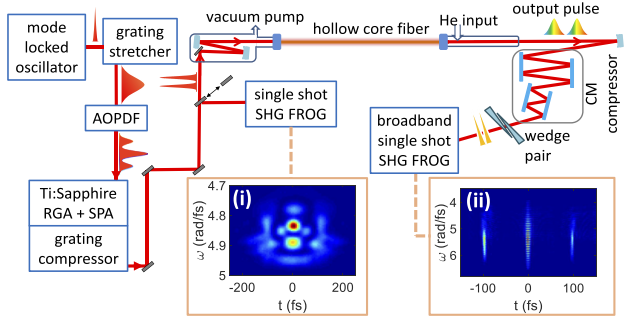 mode
locked
oscillator
grating
stretcher
AOPDF
Ti:Sapphire
RGA + SPA
grating
compressor
vacuum pump
hollow core fiber
He input
output pulse
single shot
SHG FROG
broadband
single shot
SHG FROG
wedge
pair
CM
compressor
(i)
ω (rad/fs)
4.7
4.8
4.9
5
-200
0
200
t (fs)
(ii)
ω (rad/fs)
4
5
6
-100
0
100
t (fs)